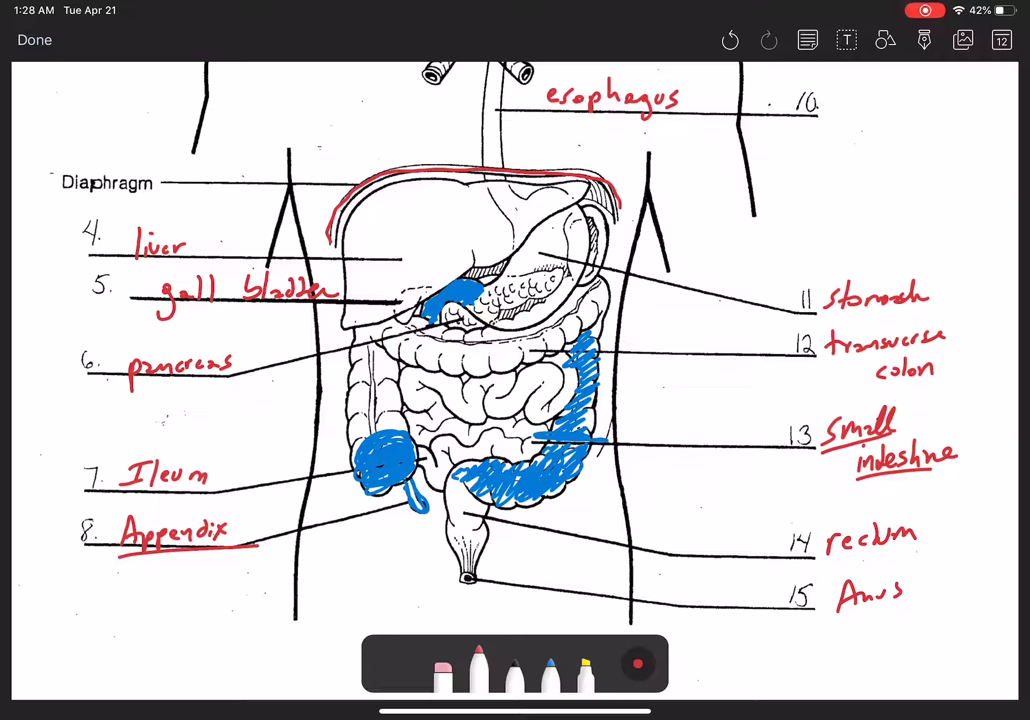 1:28 AM Tue Apr 21
42%
Done
T
12
esophagus
10.
Diaphragm
4. liver
5. gall bladder
6. pancreas
7. Ileum
8. Appendix
11 stomach
12 transverse
colon
13 small
intestine
14 rectum
15 Anus